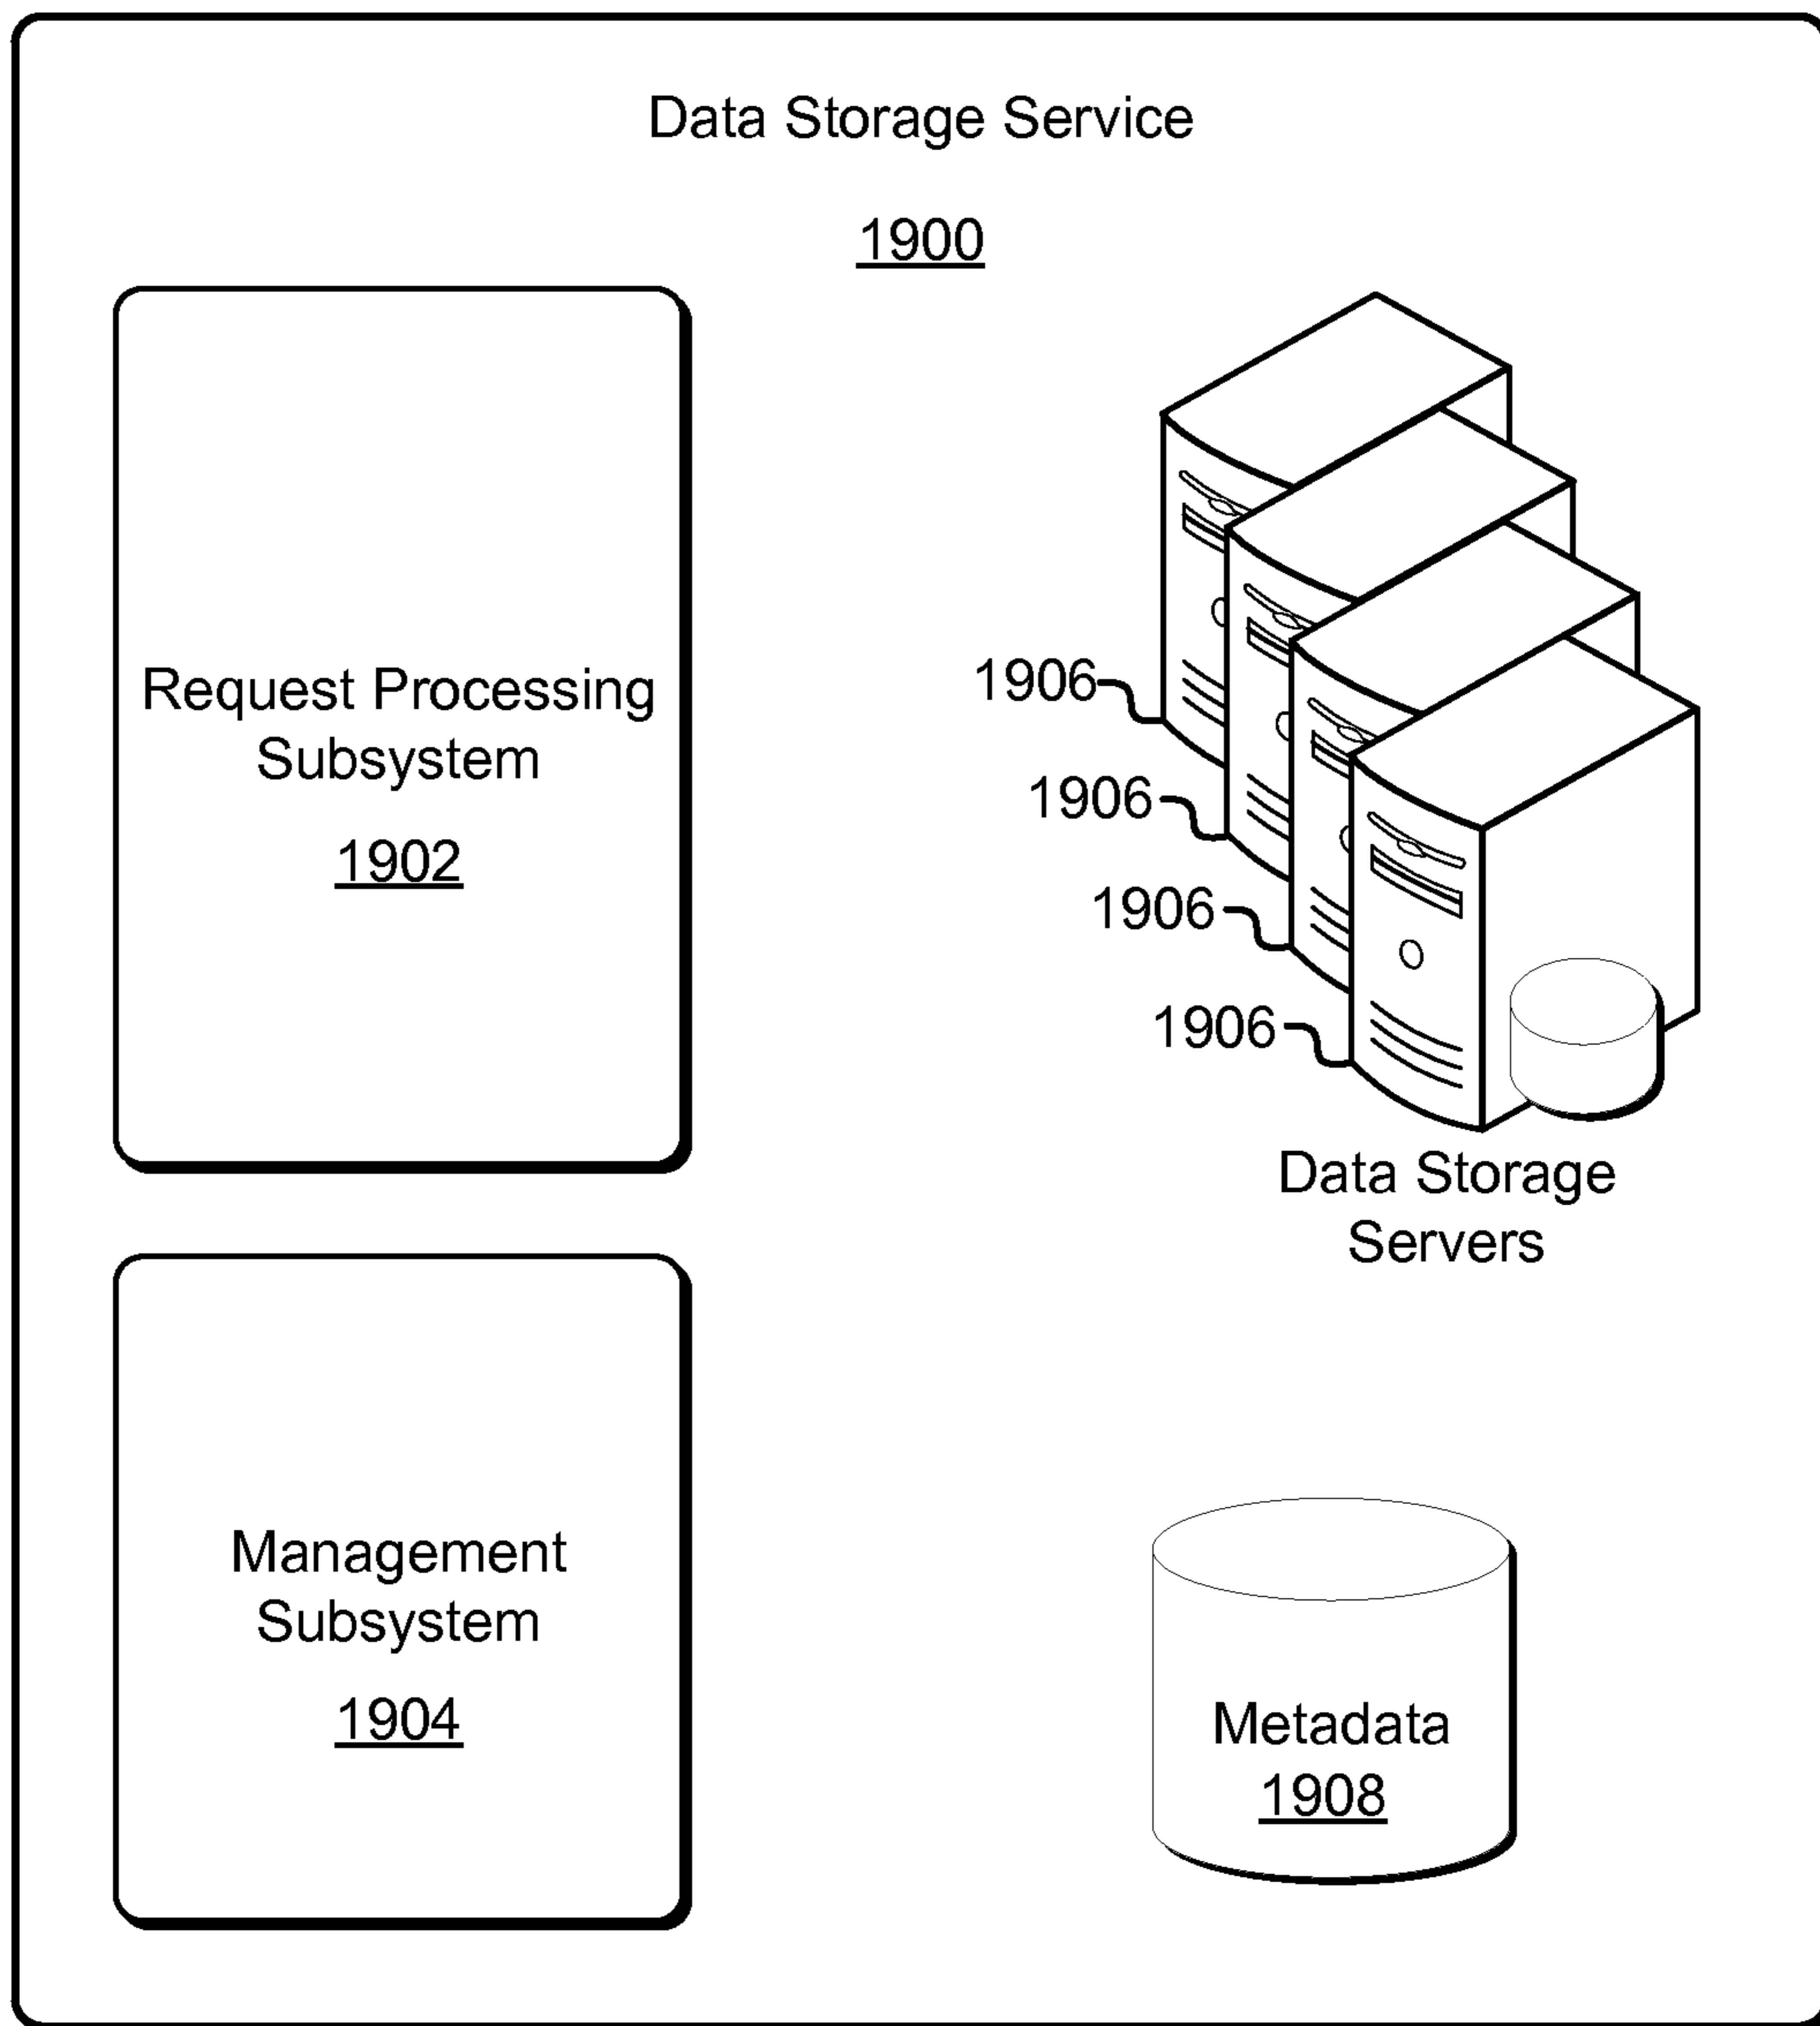 Data Storage Service
1900
Request Processing
Subsystem
1902
1906
1906
1906
1906
Data Storage
Servers
Management
Subsystem
1904
Metadata
1908